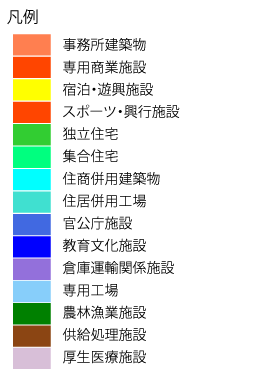 凡例
事務所建築物
専用商業施設
宿泊・遊興施設
スポーツ・興行施設
独立住宅
集合住宅
住商併用建築物
住居併用工場
官公庁施設
教育文化施設
倉庫運輸関係施設
専用工場
農林漁業施設
供給処理施設
厚生医療施設